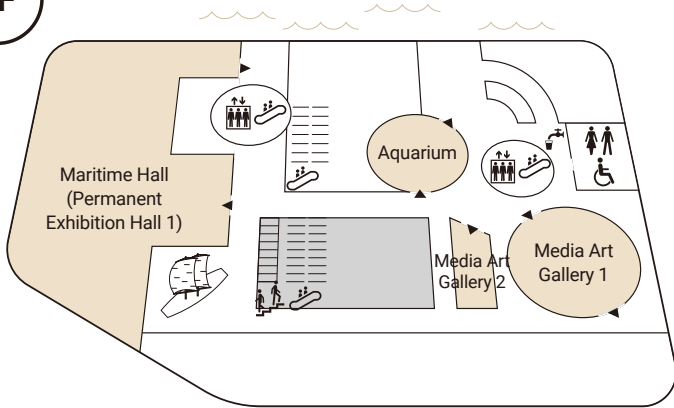 Aquarium
Maritime Hall
(Permanent
Exhibition Hall 1)
Media Art
Gallery 2
Media Art
Gallery 1